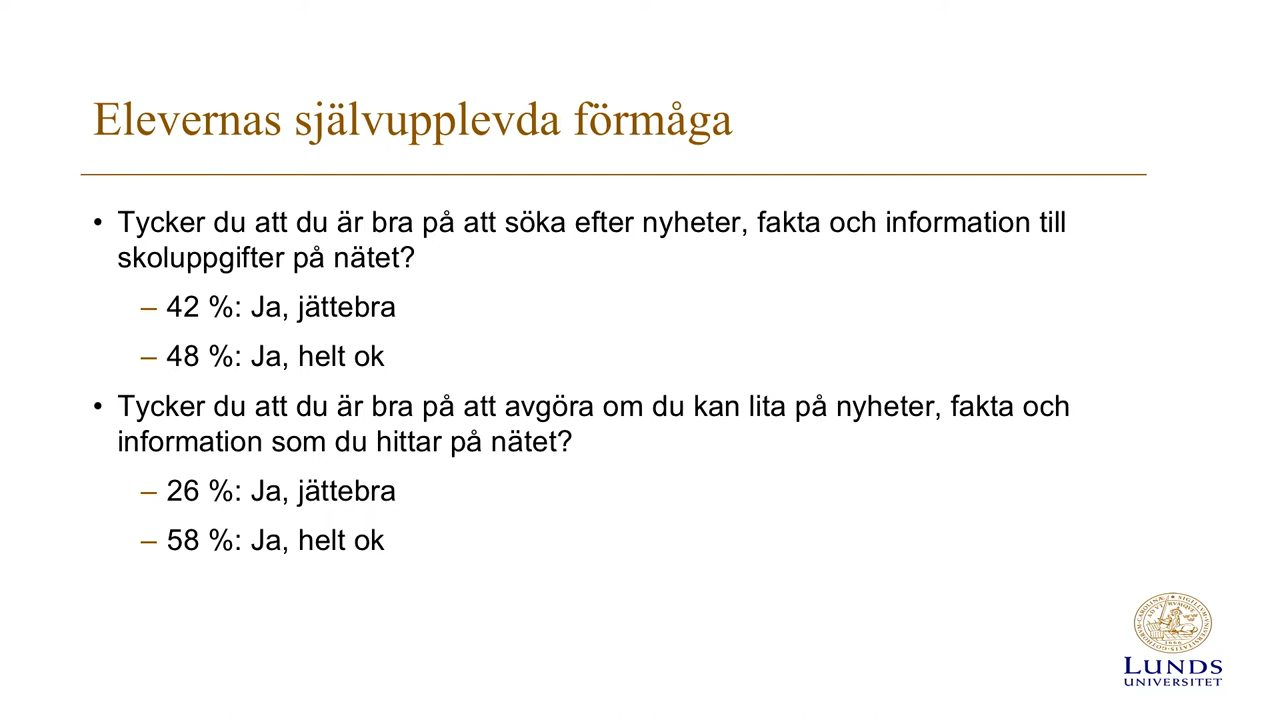 Elevernas självupplevda förmåga
• Tycker du att du är bra på att söka efter nyheter, fakta och information till
skoluppgifter på nätet?
– 42 %: Ja, jättebra
– 48 %: Ja, helt ok
• Tycker du att du är bra på att avgöra om du kan lita på nyheter, fakta och
information som du hittar på nätet?
– 26 %: Ja, jättebra
– 58 %: Ja, helt ok
LUNDS
UNIVERSITET